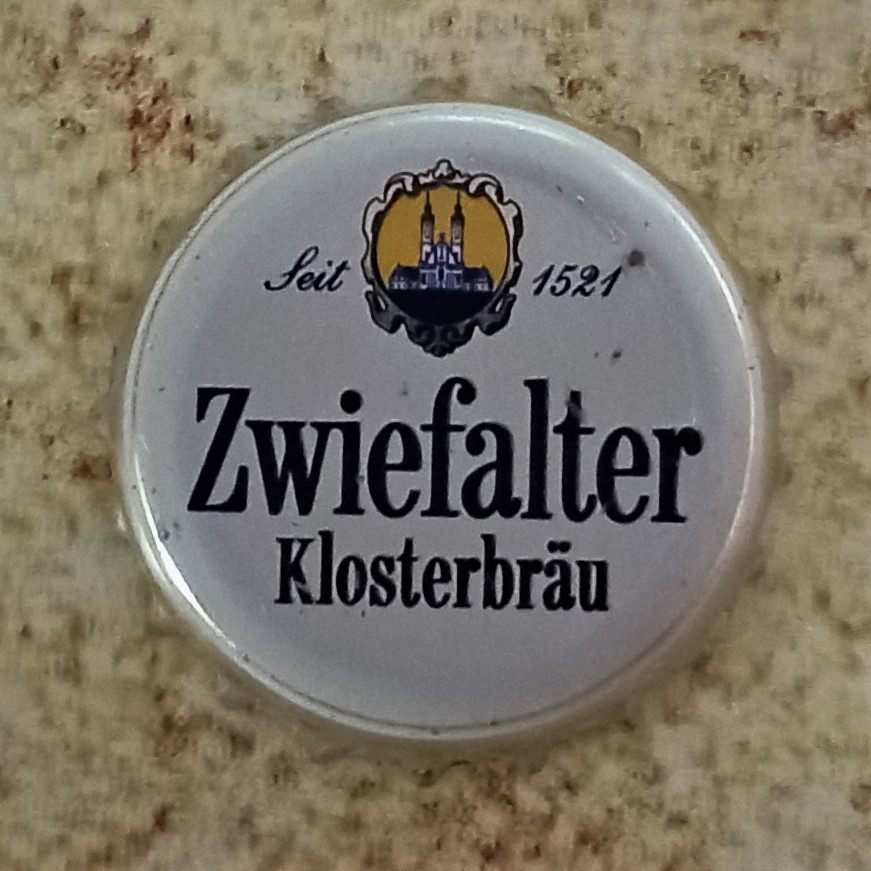 Seit 1521
Zwiefalter
Klosterbräu